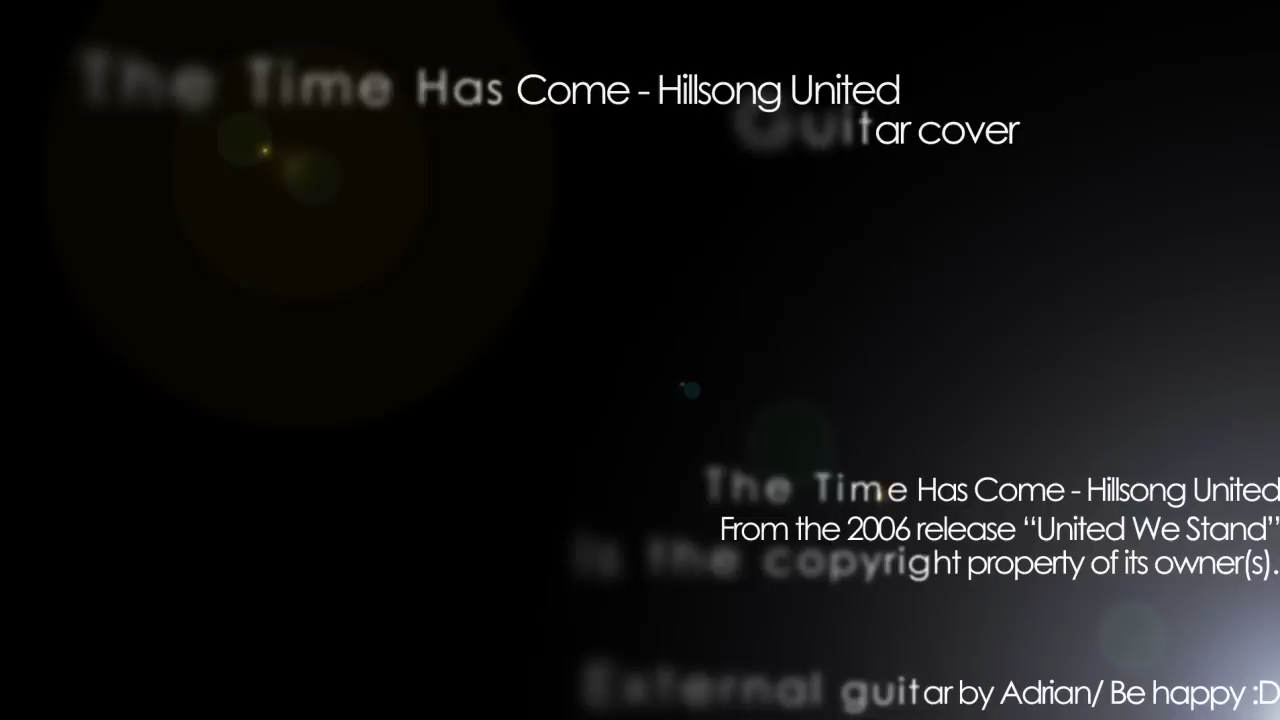 The Time Has Come - Hillsong United
Guitar cover
The Time Has Come - Hillsong United
From the 2006 release “United We Stand”
Is the copyright property of its owner(s).
External guitar by Adrian/ Be happy :D